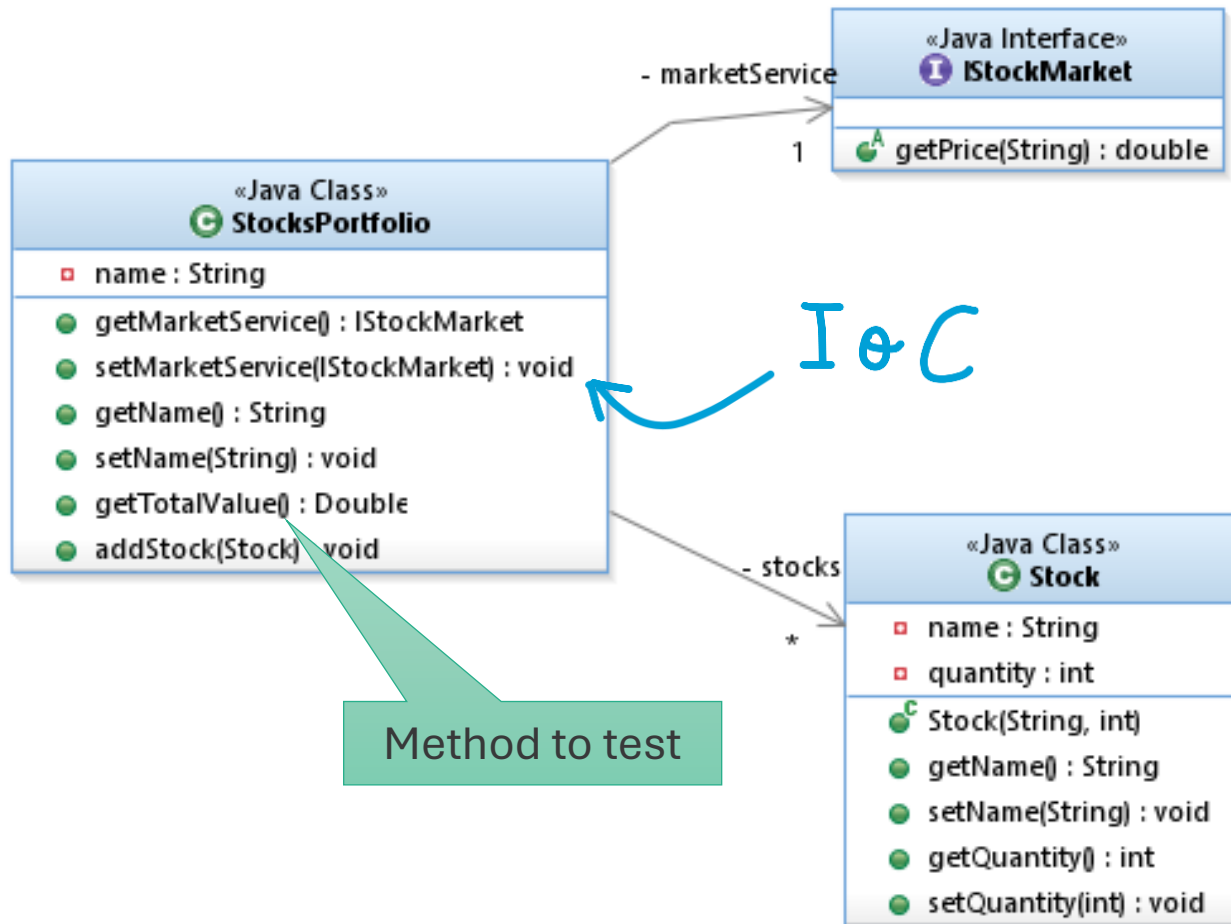 «Java Interface»
I IStockMarket
- marketService
1
A getPrice(String) : double
«Java Class»
C StocksPortfolio
name : String
getMarketService() : IStockMarket
setMarketService(IStockMarket) : void
getName() : String
setName(String) : void
getTotalValue() : Double
addStock(Stock) : void
IoC
- stocks
*
«Java Class»
C Stock
name : String
quantity : int
C Stock(String, int)
getName() : String
setName(String) : void
getQuantity() : int
setQuantity(int) : void
Method to test